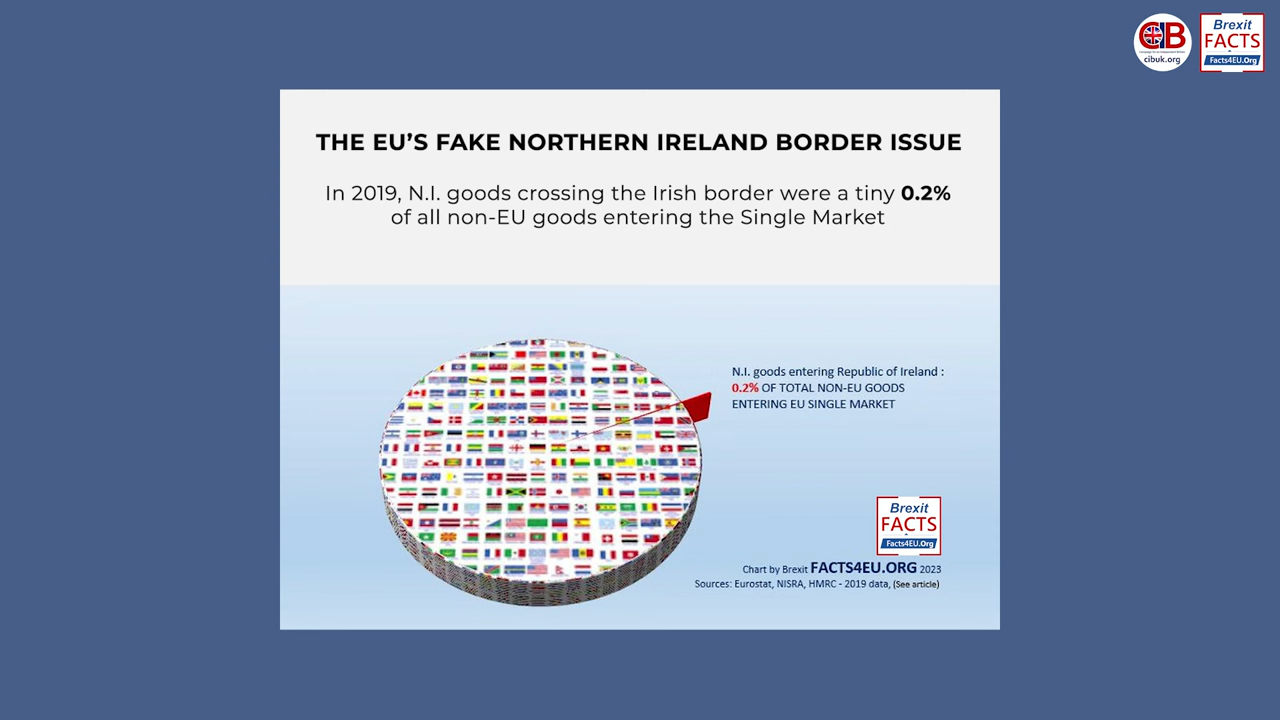 CIB
cibuk.org
Brexit
FACTS
Facts4EU.Org
THE EU'S FAKE NORTHERN IRELAND BORDER ISSUE
In 2019, N.I. goods crossing the Irish border were a tiny 0.2%
of all non-EU goods entering the Single Market
N.I. goods entering Republic of Ireland :
0.2% OF TOTAL NON-EU GOODS
ENTERING EU SINGLE MARKET
Brexit
FACTS
Facts4EU.Org
Chart by Brexit FACTS4EU.ORG 2023
Sources: Eurostat, NISRA, HMRC - 2019 data, (See article)